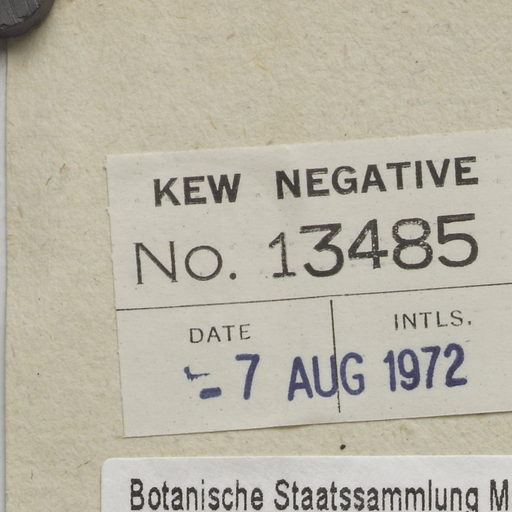 KEW NEGATIVE
No. 13485
DATE INTLS.
- 7 AUG 1972
Botanische Staatssammlung M